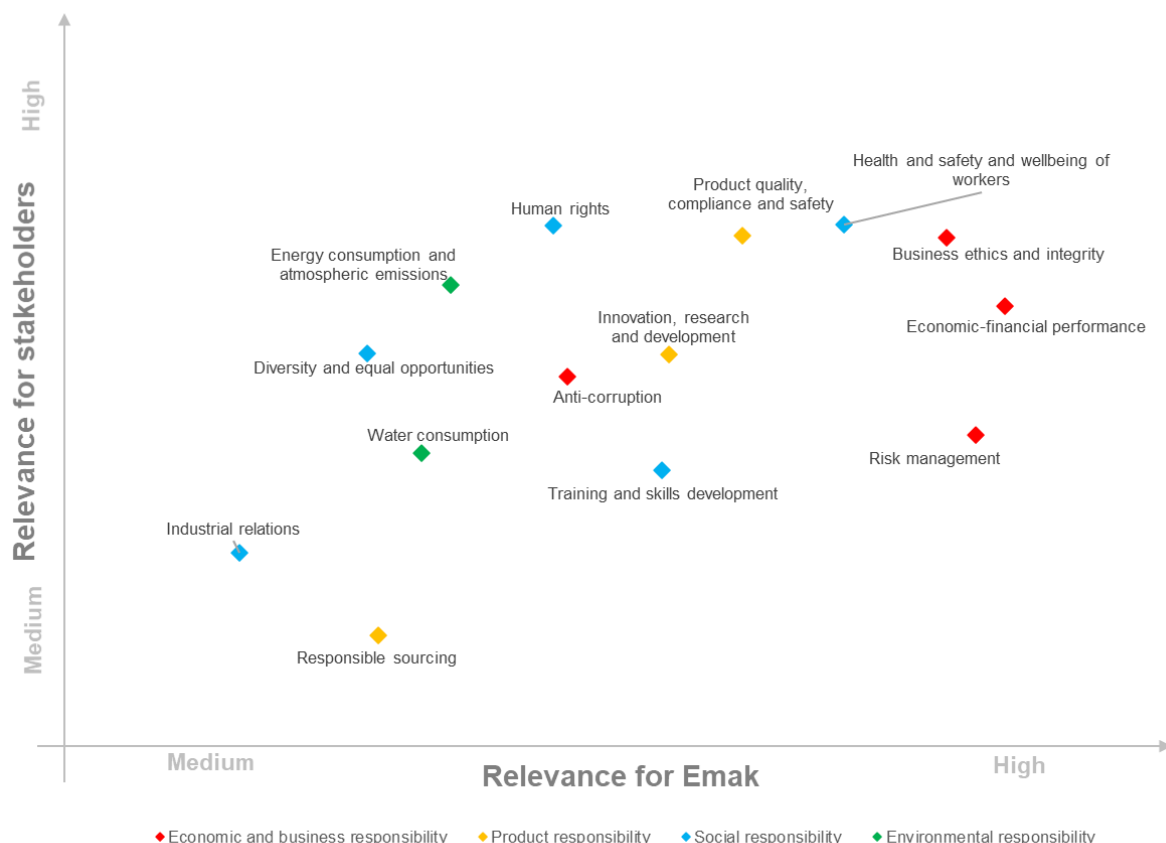 High
Health and safety and wellbeing of
workers
Product quality,
compliance and safety
Human rights
Business ethics and integrity
Energy consumption and
atmospheric emissions
Innovation, research
and development
Economic-financial performance
Diversity and equal opportunities
Anti-corruption
Relevance for stakeholders
Water consumption
Risk management
Training and skills development
Industrial relations
Medium
Responsible sourcing
Medium
Relevance for Emak
High
Economic and business responsibility
Product responsibility
Social responsibility
Environmental responsibility